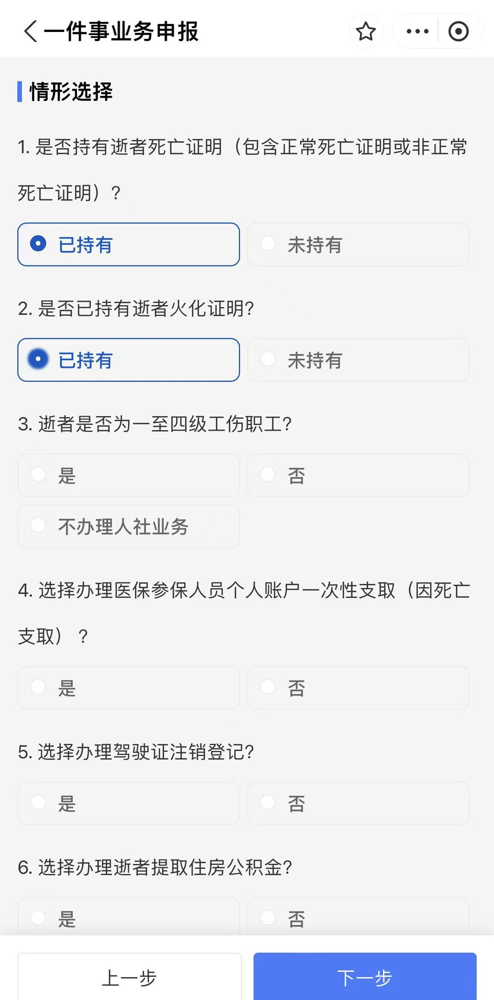 一件事业务申报
情形选择
1. 是否持有逝者死亡证明（包含正常死亡证明或非正常
死亡证明）?
已持有 未持有
2. 是否已持有逝者火化证明?
已持有 未持有
3. 逝者是否为一至四级工伤职工?
是 否
不办理人社业务
4. 选择办理医保参保人员个人账户一次性支取（因死亡
支取） ?
是 否
5. 选择办理驾驶证注销登记?
是 否
6. 选择办理逝者提取住房公积金?
是 否
上一步 下一步